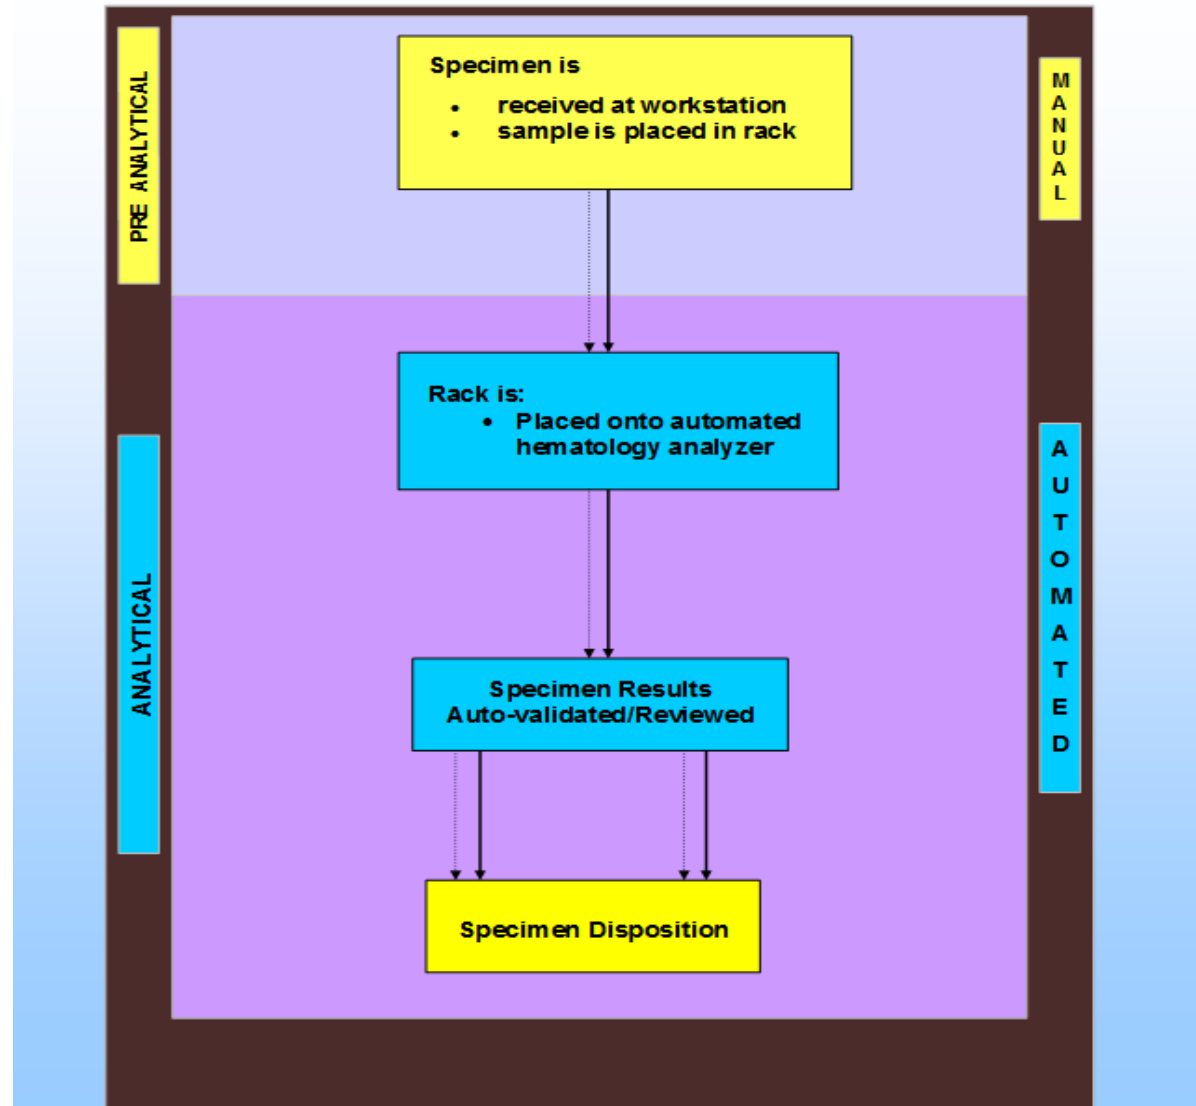 PRE ANALYTICAL
MANUAL
Specimen is
• received at workstation
• sample is placed in rack
Rack is:
• Placed onto automated
hematology analyzer
ANALYTICAL
AUTOMATED
Specimen Results
Auto-validated/Reviewed
Specimen Disposition